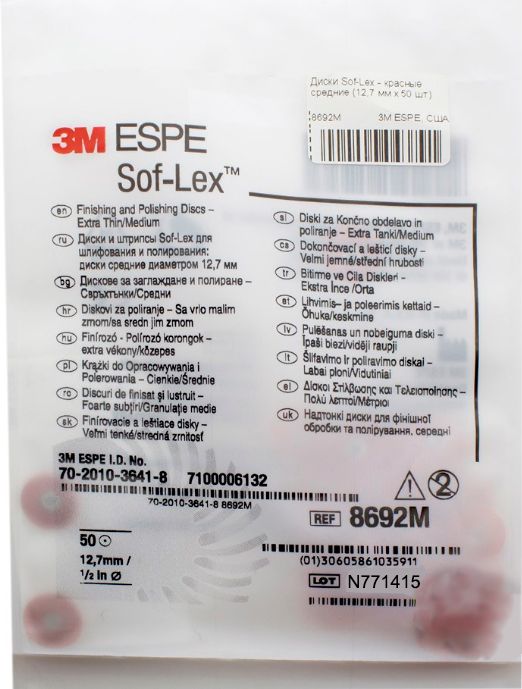 Диски Sof-Lex - красные
средние (12,7 мм x 50 шт)
8692M 3M ESPE, США
3M ESPE
Sof-Lex™
en Finishing and Polishing Discs –
Extra Thin/Medium
ru Диски и штрипсы Sof-Lex для
шлифования и полирования:
диски средние диаметром 12,7 мм
bg Дискове за заглаждане и полиране –
Свръхтънки/Средни
hr Diskovi za poliranje – Sa vrlo malim
zrnom/sa srednjim zrnom
hu Finírozó - Polírozó korongok –
extra vékony/közepes
pl Krążki do Opracowywania i
Polerowania – Cienkie/Średnie
ro Discuri de finisat şi lustruit –
Foarte subţiri/Granulaţie medie
sk Finírovacie a leštiace disky –
Veľmi tenké/stredná zrnitosť
sl Diski za Končno obdelavo in
poliranje – Extra Tanki/Medium
cs Dokončovací a leštící disky –
Velmi jemné/střední hrubosti
tr Bitirme ve Cila Diskleri –
Ekstra İnce /Orta
et Lihvimis- ja poleerimis kettaid –
Õhuke/keskmine
lv Pulēšanas un nobeiguma diski –
Īpaši biezi/vidēji raupji
lt Šlifavimo ir poliravimo diskai –
Labai ploni/Vidutiniai
el Δίσκοι Στίλβωσης και Τελειοποίησης –
Πολύ λεπτοί/Μέτριοι
uk Надтонкі диски для фінішної
обробки та полірування, середні
3M ESPE I.D. No.
70-2010-3641-8 7100006132
70-2010-3641-8 8692M
2
REF 8692M
50
12,7mm /
1/2 in Ø
(01)30605861035911
LOT N771415